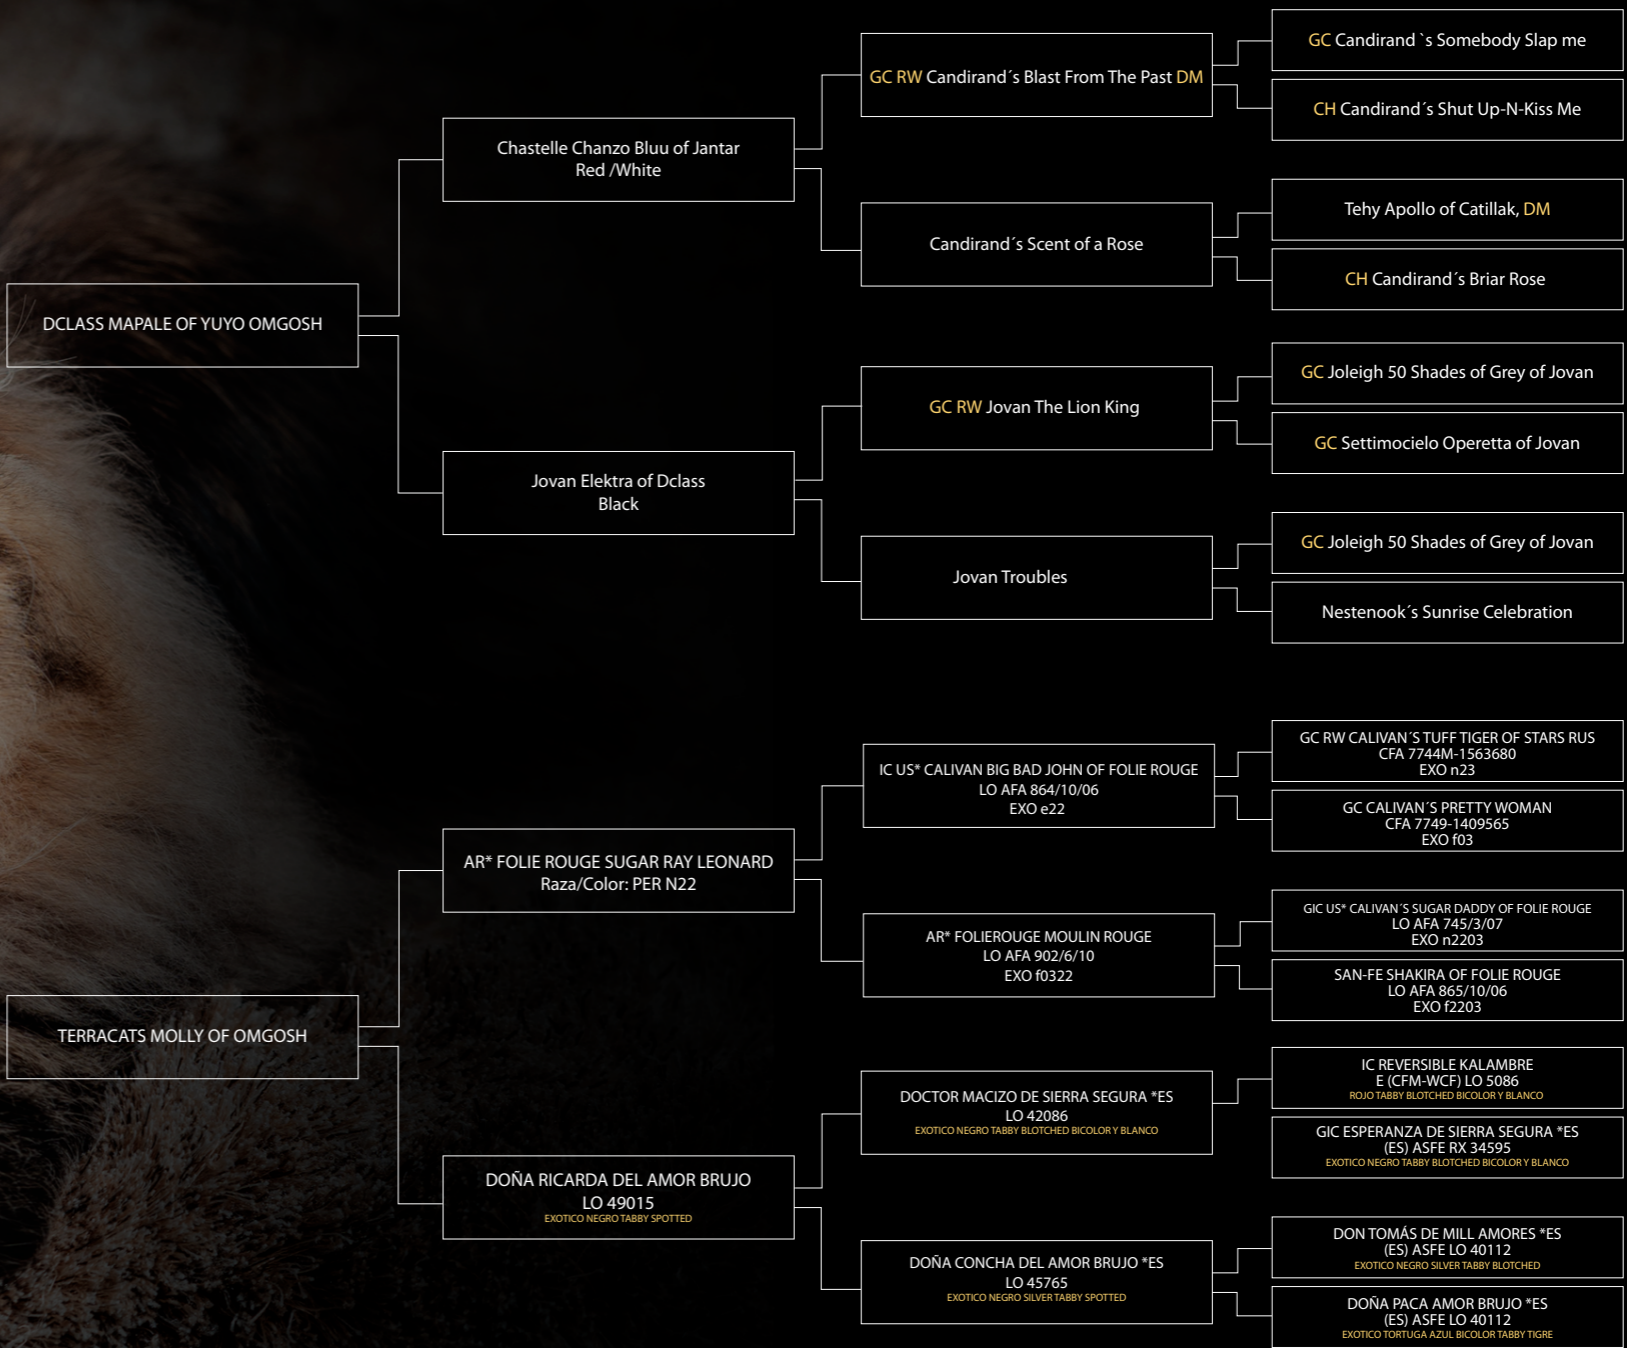 DCLASS MAPALE OF YUYO OMGOSH
Chastelle Chanzo Bluu of Jantar
Red /White
GC RW Candirand´s Blast From The Past DM
GC Candirand `s Somebody Slap me
CH Candirand´s Shut Up-N-Kiss Me
Candirand´s Scent of a Rose
Tehy Apollo of Catillak, DM
CH Candirand´s Briar Rose
Jovan Elektra of Dclass
Black
GC RW Jovan The Lion King
GC Joleigh 50 Shades of Grey of Jovan
GC Settimocielo Operetta of Jovan
Jovan Troubles
GC Joleigh 50 Shades of Grey of Jovan
Nestenook´s Sunrise Celebration
TERRACATS MOLLY OF OMGOSH
AR* FOLIE ROUGE SUGAR RAY LEONARD
Raza/Color: PER N22
IC US* CALIVAN BIG BAD JOHN OF FOLIE ROUGE
LO AFA 864/10/06
EXO e22
GC RW CALIVAN´S TUFF TIGER OF STARS RUS
CFA 7744M-1563680
EXO n23
GC CALIVAN´S PRETTY WOMAN
CFA 7749-1409565
EXO f03
AR* FOLIEROUGE MOULIN ROUGE
LO AFA 902/6/10
EXO f0322
GIC US* CALIVAN´S SUGAR DADDY OF FOLIE ROUGE
LO AFA 745/3/07
EXO n2203
SAN-FE SHAKIRA OF FOLIE ROUGE
LO AFA 865/10/06
EXO f2203
DOÑA RICARDA DEL AMOR BRUJO
LO 49015
EXOTICO NEGRO TABBY SPOTTED
DOCTOR MACIZO DE SIERRA SEGURA *ES
LO 42086
EXOTICO NEGRO TABBY BLOTCHED BICOLOR Y BLANCO
IC REVERSIBLE KALAMBRE
E (CFM-WCF) LO 5086
ROJO TABBY BLOTCHED BICOLOR Y BLANCO
GIC ESPERANZA DE SIERRA SEGURA *ES
(ES) ASFE RX 34595
EXOTICO NEGRO TABBY BLOTCHED BICOLOR Y BLANCO
DOÑA CONCHA DEL AMOR BRUJO *ES
LO 45765
EXOTICO NEGRO SILVER TABBY SPOTTED
DON TOMÁS DE MILL AMORES *ES
(ES) ASFE LO 40112
EXOTICO NEGRO SILVER TABBY BLOTCHED
DOÑA PACA AMOR BRUJO *ES
(ES) ASFE LO 40112
EXOTICO TORTUGA AZUL BICOLOR TABBY TIGRE